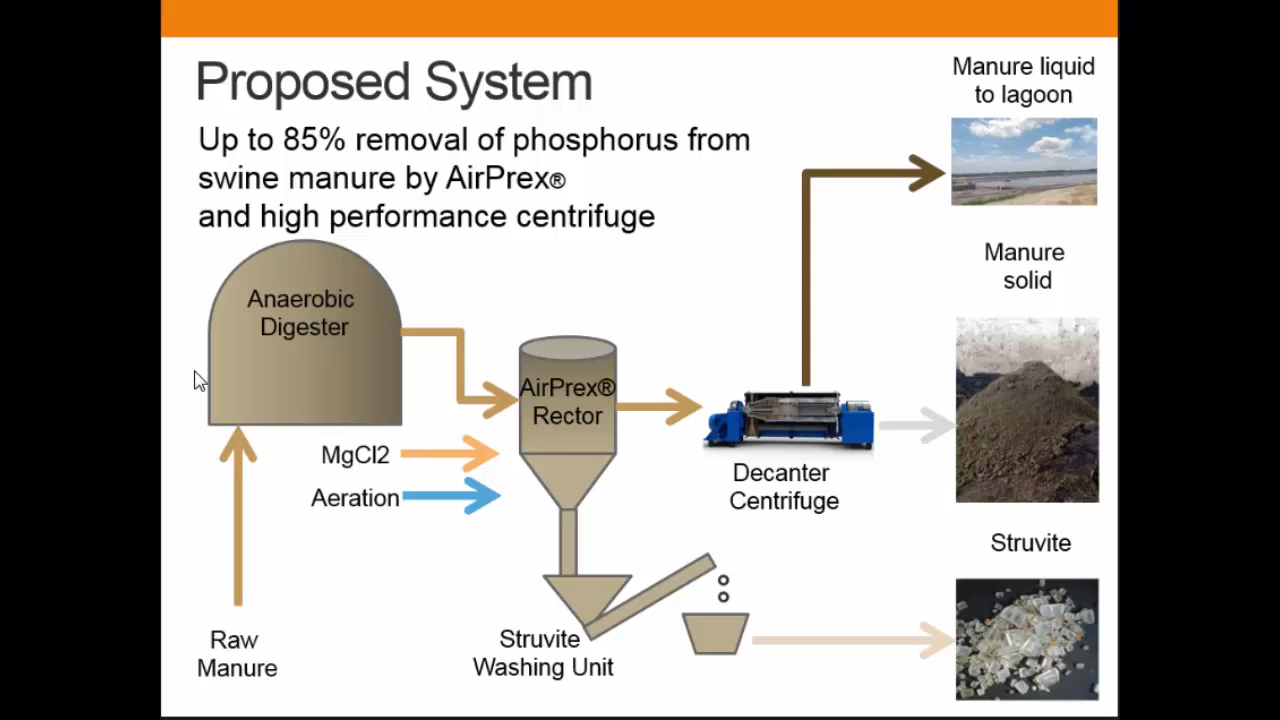 Proposed System
Up to 85% removal of phosphorus from
swine manure by AirPrex®
and high performance centrifuge
Manure liquid
to lagoon
Manure
solid
Anaerobic
Digester
AirPrex®
Rector
MgCl2
Aeration
Decanter
Centrifuge
Struvite
Raw
Manure
Struvite
Washing Unit